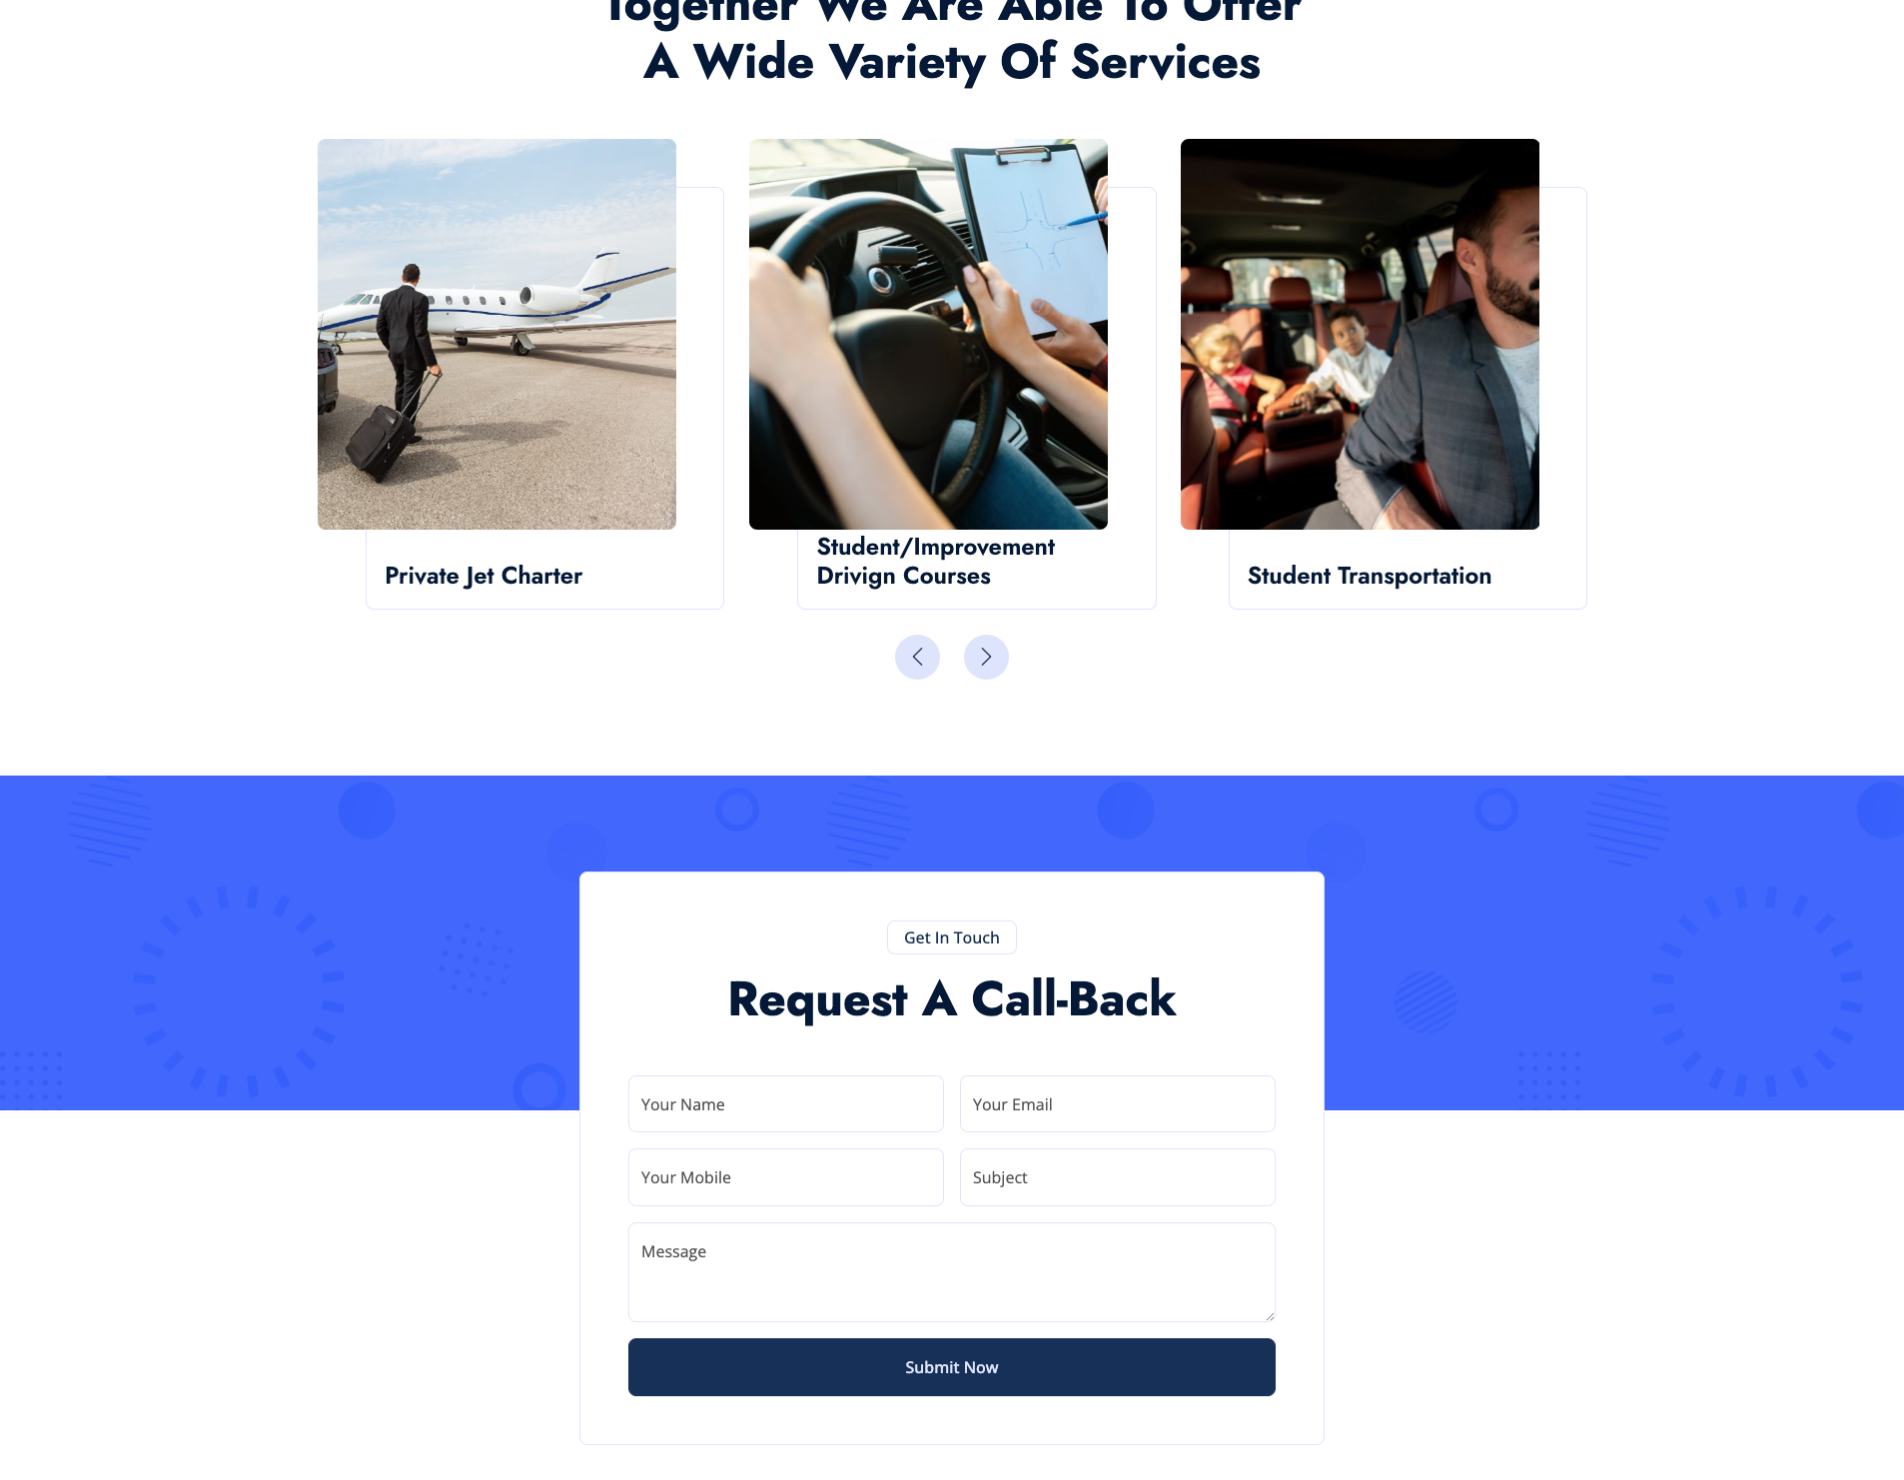 Together We Are Able To Offer
A Wide Variety Of Services
Private Jet Charter
Student/Improvement
Drivign Courses
Student Transportation
Get In Touch
Request A Call-Back
Your Name
Your Email
Your Mobile
Subject
Message
Submit Now